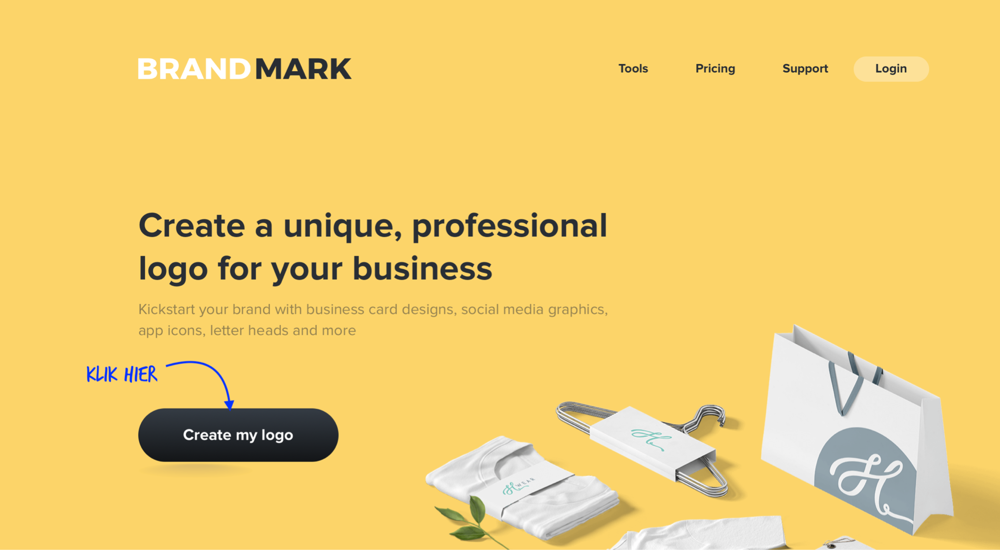 BRANDMARK
Tools
Pricing
Support
Login
Create a unique, professional
logo for your business
Kickstart your brand with business card designs, social media graphics,
app icons, letter heads and more
KLIK HIER
Create my logo
H
H WEAR
H